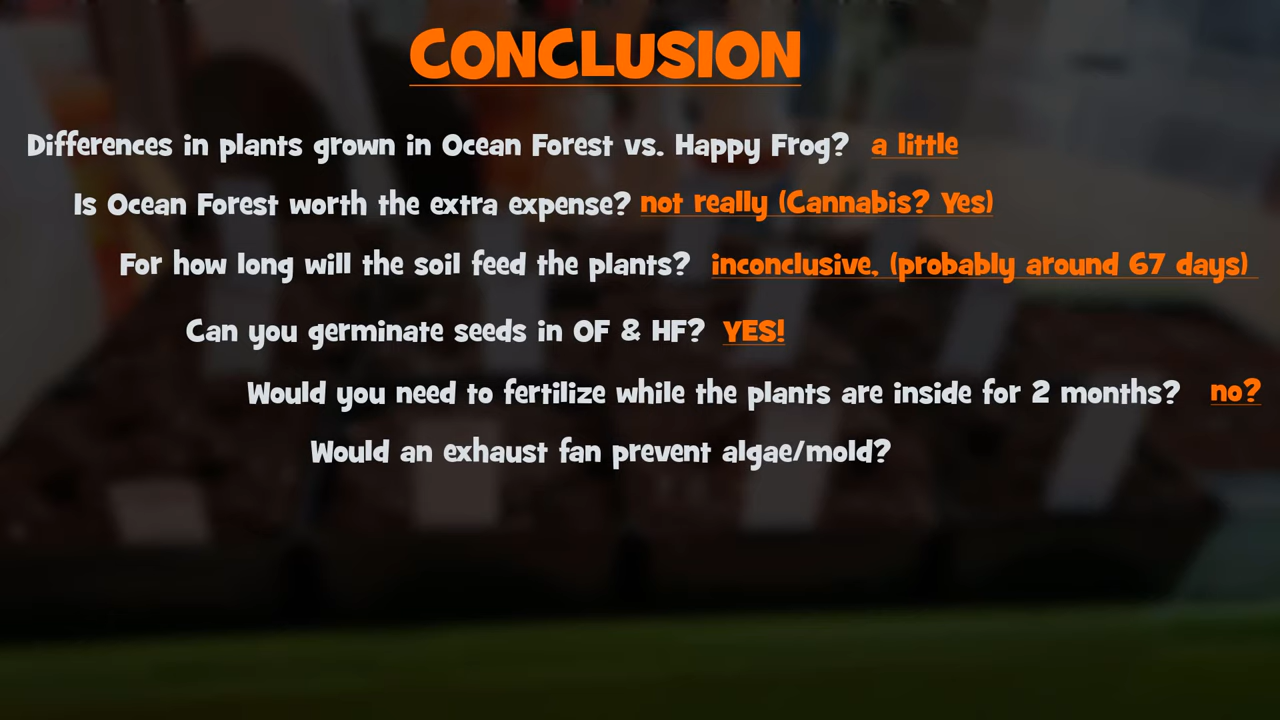 CONCLUSION
Differences in plants grown in Ocean Forest vs. Happy Frog? a little
Is Ocean Forest worth the extra expense? not really (Cannabis? Yes)
For how long will the soil feed the plants? inconclusive, (probably around 67 days)
Can you germinate seeds in OF & HF? YES!
Would you need to fertilize while the plants are inside for 2 months? no?
Would an exhaust fan prevent algae/mold?